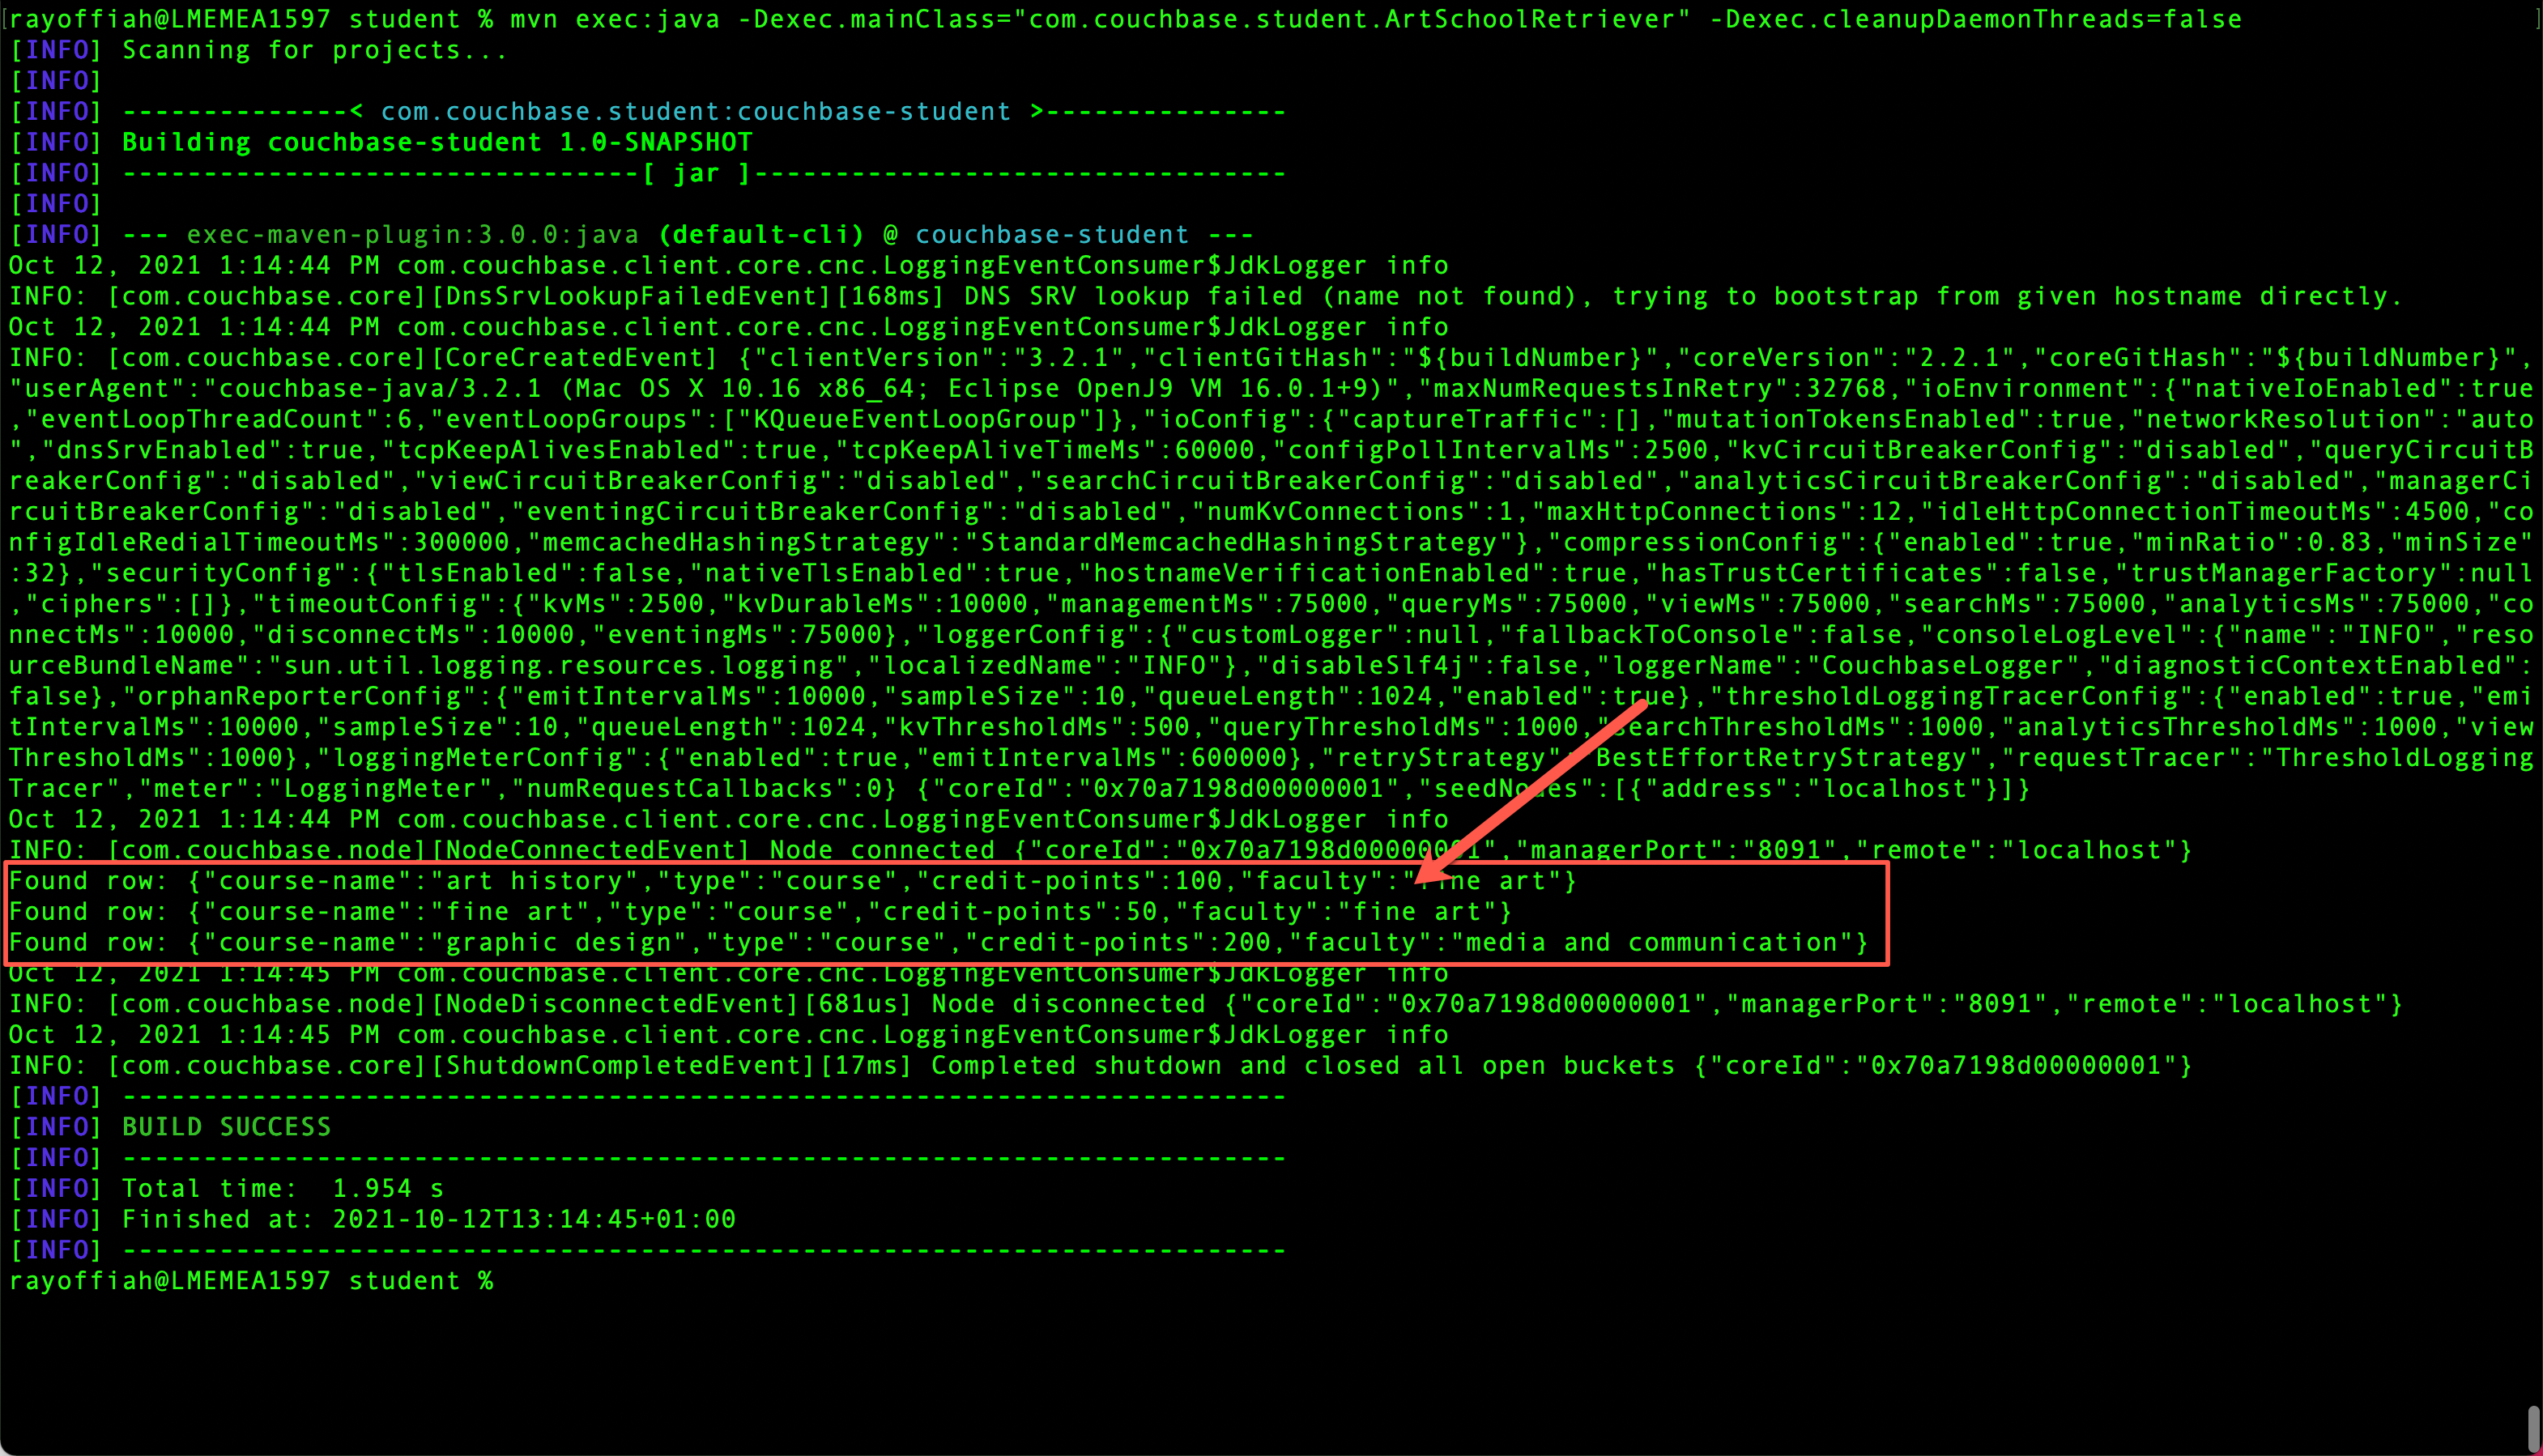 [rayoffiah@LMEMEA1597 student % mvn exec:java -Dexec.mainClass="com.couchbase.student.ArtSchoolRetriever" -Dexec.cleanupDaemonThreads=false ]
[INFO] Scanning for projects...
[INFO]
[INFO] --------------< com.couchbase.student:couchbase-student >---------------
[INFO] Building couchbase-student 1.0-SNAPSHOT
[INFO] --------------------------------[ jar ]---------------------------------
[INFO]
[INFO] --- exec-maven-plugin:3.0.0:java (default-cli) @ couchbase-student ---
Oct 12, 2021 1:14:44 PM com.couchbase.client.core.cnc.LoggingEventConsumer$JdkLogger info
INFO: [com.couchbase.core][DnsSrvLookupFailedEvent][168ms] DNS SRV lookup failed (name not found), trying to bootstrap from given hostname directly.
Oct 12, 2021 1:14:44 PM com.couchbase.client.core.cnc.LoggingEventConsumer$JdkLogger info
INFO: [com.couchbase.core][CoreCreatedEvent] {"clientVersion":"3.2.1","clientGitHash":"${buildNumber}","coreVersion":"2.2.1","coreGitHash":"${buildNumber}",
"userAgent":"couchbase-java/3.2.1 (Mac OS X 10.16 x86_64; Eclipse OpenJ9 VM 16.0.1+9)","maxNumRequestsInRetry":32768,"ioEnvironment":{"nativeIoEnabled":true
,"eventLoopThreadCount":6,"eventLoopGroups":["KQueueEventLoopGroup"]},"ioConfig":{"captureTraffic":[],"mutationTokensEnabled":true,"networkResolution":"auto
","dnsSrvEnabled":true,"tcpKeepAlivesEnabled":true,"tcpKeepAliveTimeMs":60000,"configPollIntervalMs":2500,"kvCircuitBreakerConfig":"disabled","queryCircuitB
reakerConfig":"disabled","viewCircuitBreakerConfig":"disabled","searchCircuitBreakerConfig":"disabled","analyticsCircuitBreakerConfig":"disabled","managerCi
rcuitBreakerConfig":"disabled","eventingCircuitBreakerConfig":"disabled","numKvConnections":1,"maxHttpConnections":12,"idleHttpConnectionTimeoutMs":4500,"co
nfigIdleRedialTimeoutMs":300000,"memcachedHashingStrategy":"StandardMemcachedHashingStrategy"},"compressionConfig":{"enabled":true,"minRatio":0.83,"minSize"
:32},"securityConfig":{"tlsEnabled":false,"nativeTlsEnabled":true,"hostnameVerificationEnabled":true,"hasTrustCertificates":false,"trustManagerFactory":null
,"ciphers":[]},"timeoutConfig":{"kvMs":2500,"kvDurableMs":10000,"managementMs":75000,"queryMs":75000,"viewMs":75000,"searchMs":75000,"analyticsMs":75000,"co
nnectMs":10000,"disconnectMs":10000,"eventingMs":75000},"loggerConfig":{"customLogger":null,"fallbackToConsole":false,"consoleLogLevel":{"name":"INFO","reso
urceBundleName":"sun.util.logging.resources.logging","localizedName":"INFO"},"disableSlf4j":false,"loggerName":"CouchbaseLogger","diagnosticContextEnabled":
false},"orphanReporterConfig":{"emitIntervalMs":10000,"sampleSize":10,"queueLength":1024,"enabled":true},"thresholdLoggingTracerConfig":{"enabled":true,"emi
tIntervalMs":10000,"sampleSize":10,"queueLength":1024,"kvThresholdMs":500,"queryThresholdMs":1000,"searchThresholdMs":1000,"analyticsThresholdMs":1000,"view
ThresholdMs":1000},"loggingMeterConfig":{"enabled":true,"emitIntervalMs":600000},"retryStrategy":"BestEffortRetryStrategy","requestTracer":"ThresholdLogging
Tracer","meter":"LoggingMeter","numRequestCallbacks":0} {"coreId":"0x70a7198d00000001","seedNodes":[{"address":"localhost"}]}
Oct 12, 2021 1:14:44 PM com.couchbase.client.core.cnc.LoggingEventConsumer$JdkLogger info
INFO: [com.couchbase.node][NodeConnectedEvent] Node connected {"coreId":"0x70a7198d00000001","managerPort":"8091","remote":"localhost"}
Found row: {"course-name":"art history","type":"course","credit-points":100,"faculty":"fine art"}
Found row: {"course-name":"fine art","type":"course","credit-points":50,"faculty":"fine art"}
Found row: {"course-name":"graphic design","type":"course","credit-points":200,"faculty":"media and communication"}
Oct 12, 2021 1:14:45 PM com.couchbase.client.core.cnc.LoggingEventConsumer$JdkLogger info
INFO: [com.couchbase.node][NodeDisconnectedEvent][681us] Node disconnected {"coreId":"0x70a7198d00000001","managerPort":"8091","remote":"localhost"}
Oct 12, 2021 1:14:45 PM com.couchbase.client.core.cnc.LoggingEventConsumer$JdkLogger info
INFO: [com.couchbase.core][ShutdownCompletedEvent][17ms] Completed shutdown and closed all open buckets {"coreId":"0x70a7198d00000001"}
[INFO] ------------------------------------------------------------------------
[INFO] BUILD SUCCESS
[INFO] ------------------------------------------------------------------------
[INFO] Total time:  1.954 s
[INFO] Finished at: 2021-10-12T13:14:45+01:00
[INFO] ------------------------------------------------------------------------
rayoffiah@LMEMEA1597 student %